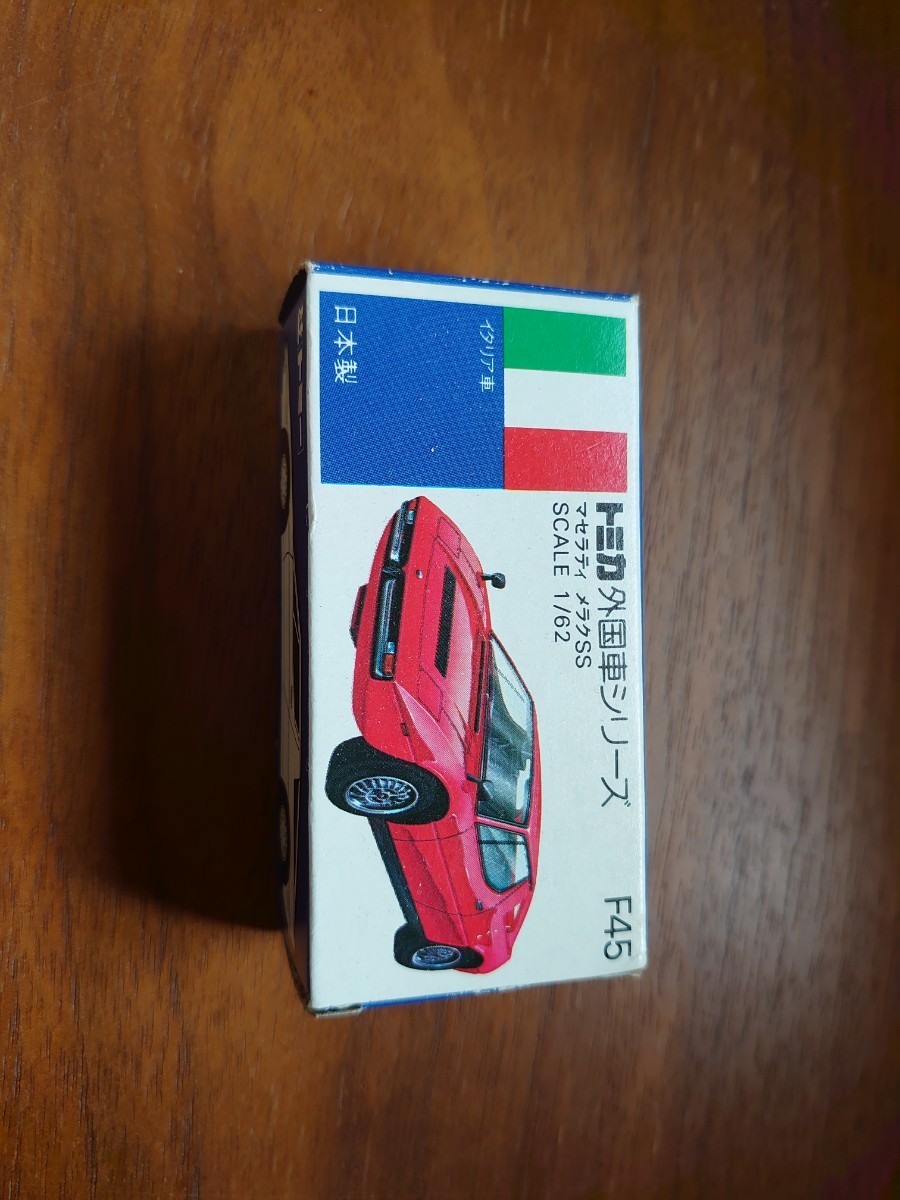 トミカ外国車シリーズ F45
マセラティ メラクSS
SCALE 1/62
イタリア車
日本製